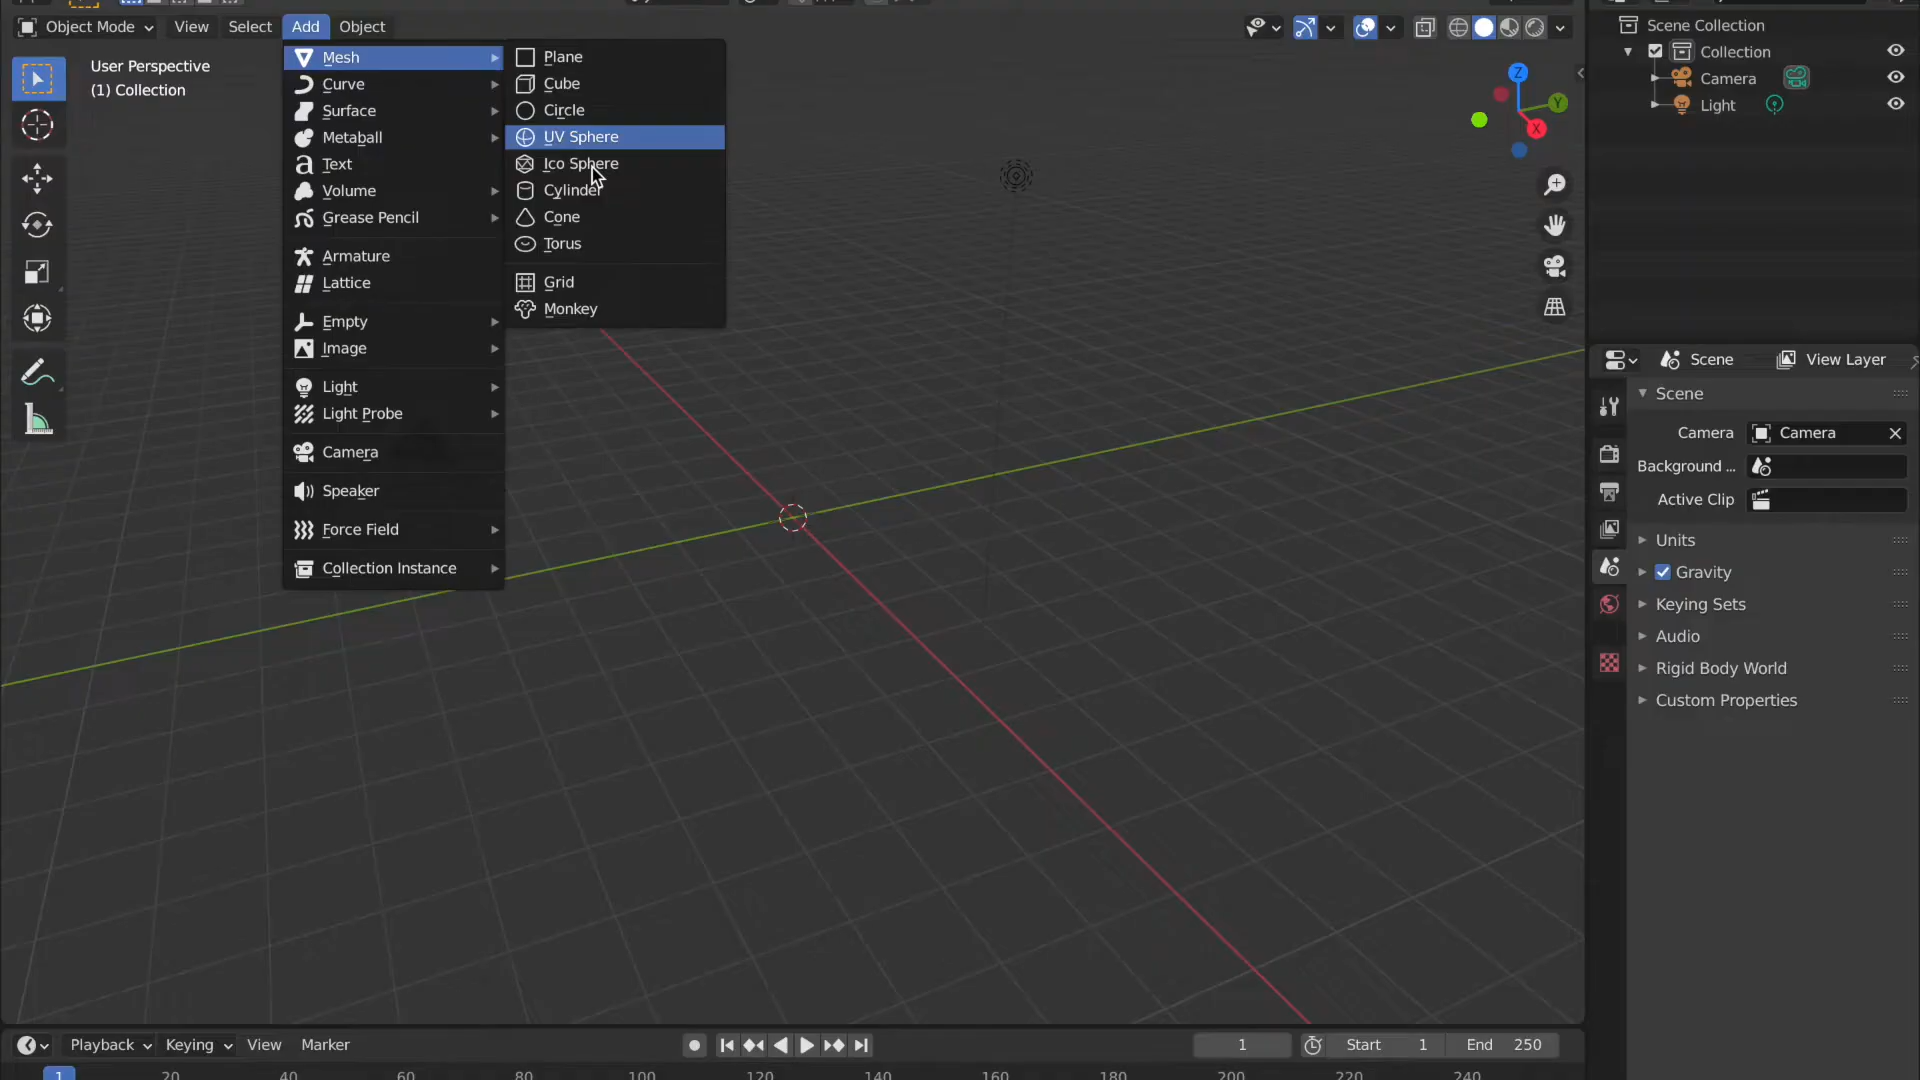 Object Mode View Select Add Object
User Perspective
(1) Collection
Mesh
Curve
Surface
Metaball
Text
Volume
Grease Pencil
Armature
Lattice
Empty
Image
Light
Light Probe
Camera
Speaker
Force Field
Collection Instance
Plane
Cube
Circle
UV Sphere
Ico Sphere
Cylinder
Cone
Torus
Grid
Monkey
Z
Y
X
Scene Collection
Collection
Camera
Light
Scene View Layer
Scene
Camera Camera
Background ...
Active Clip
Units
Gravity
Keying Sets
Audio
Rigid Body World
Custom Properties
Playback Keying View Marker 1 Start 1 End 250
1 20 40 60 80 100 120 140 160 180 200 220 240